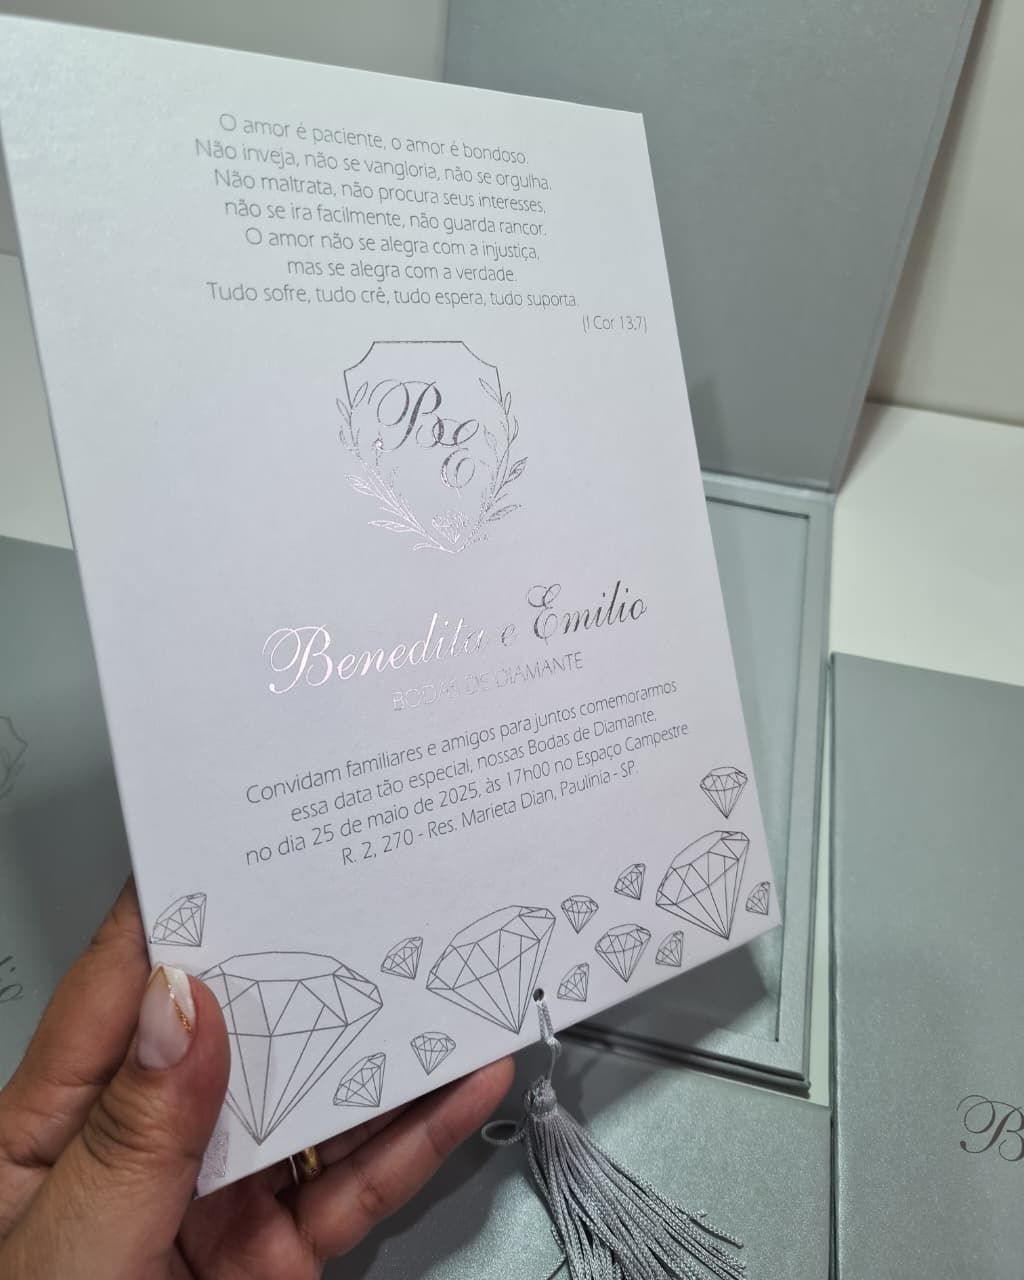 O amor é paciente, o amor é bondoso.
Não inveja, não se vangloria, não se orgulha.
Não maltrata, não procura seus interesses,
não se ira facilmente, não guarda rancor.
O amor não se alegra com a injustiça,
mas se alegra com a verdade.
Tudo sofre, tudo crê, tudo espera, tudo suporta.
(1 Cor 13:7)
BE
Benedita e Emilio
BODAS DE DIAMANTE
Convidam familiares e amigos para juntos comemorarmos
essa data tão especial, nossas Bodas de Diamante,
no dia 25 de maio de 2025, às 17h00 no Espaço Campestre
R. 2, 270 - Res. Marieta Dian, Paulínia - SP.
B